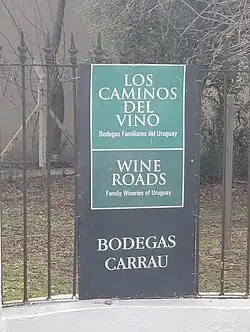 LOS
CAMINOS
DEL
VINO
Bodegas Familiares del Uruguay
WINE
ROADS
Family Wineries of Uruguay
BODEGAS
CARRAU